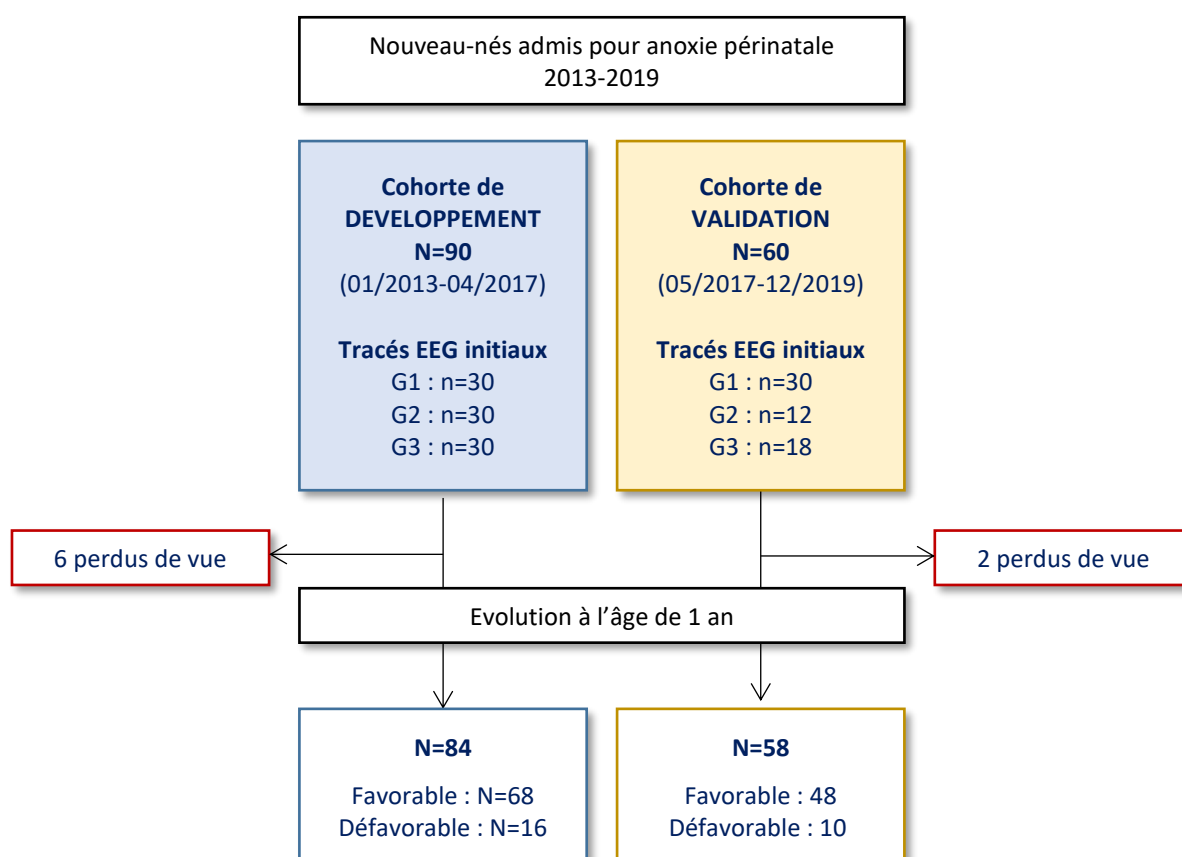 Nouveau-nés admis pour anoxie périnatale
2013-2019
Cohorte de
DEVELOPPEMENT
N=90
(01/2013-04/2017)
Tracés EEG initiaux
G1 : n=30
G2 : n=30
G3 : n=30
Cohorte de
VALIDATION
N=60
(05/2017-12/2019)
Tracés EEG initiaux
G1 : n=30
G2 : n=12
G3 : n=18
6 perdus de vue
2 perdus de vue
Evolution à l’âge de 1 an
N=84
Favorable : N=68
Défavorable : N=16
N=58
Favorable : 48
Défavorable : 10